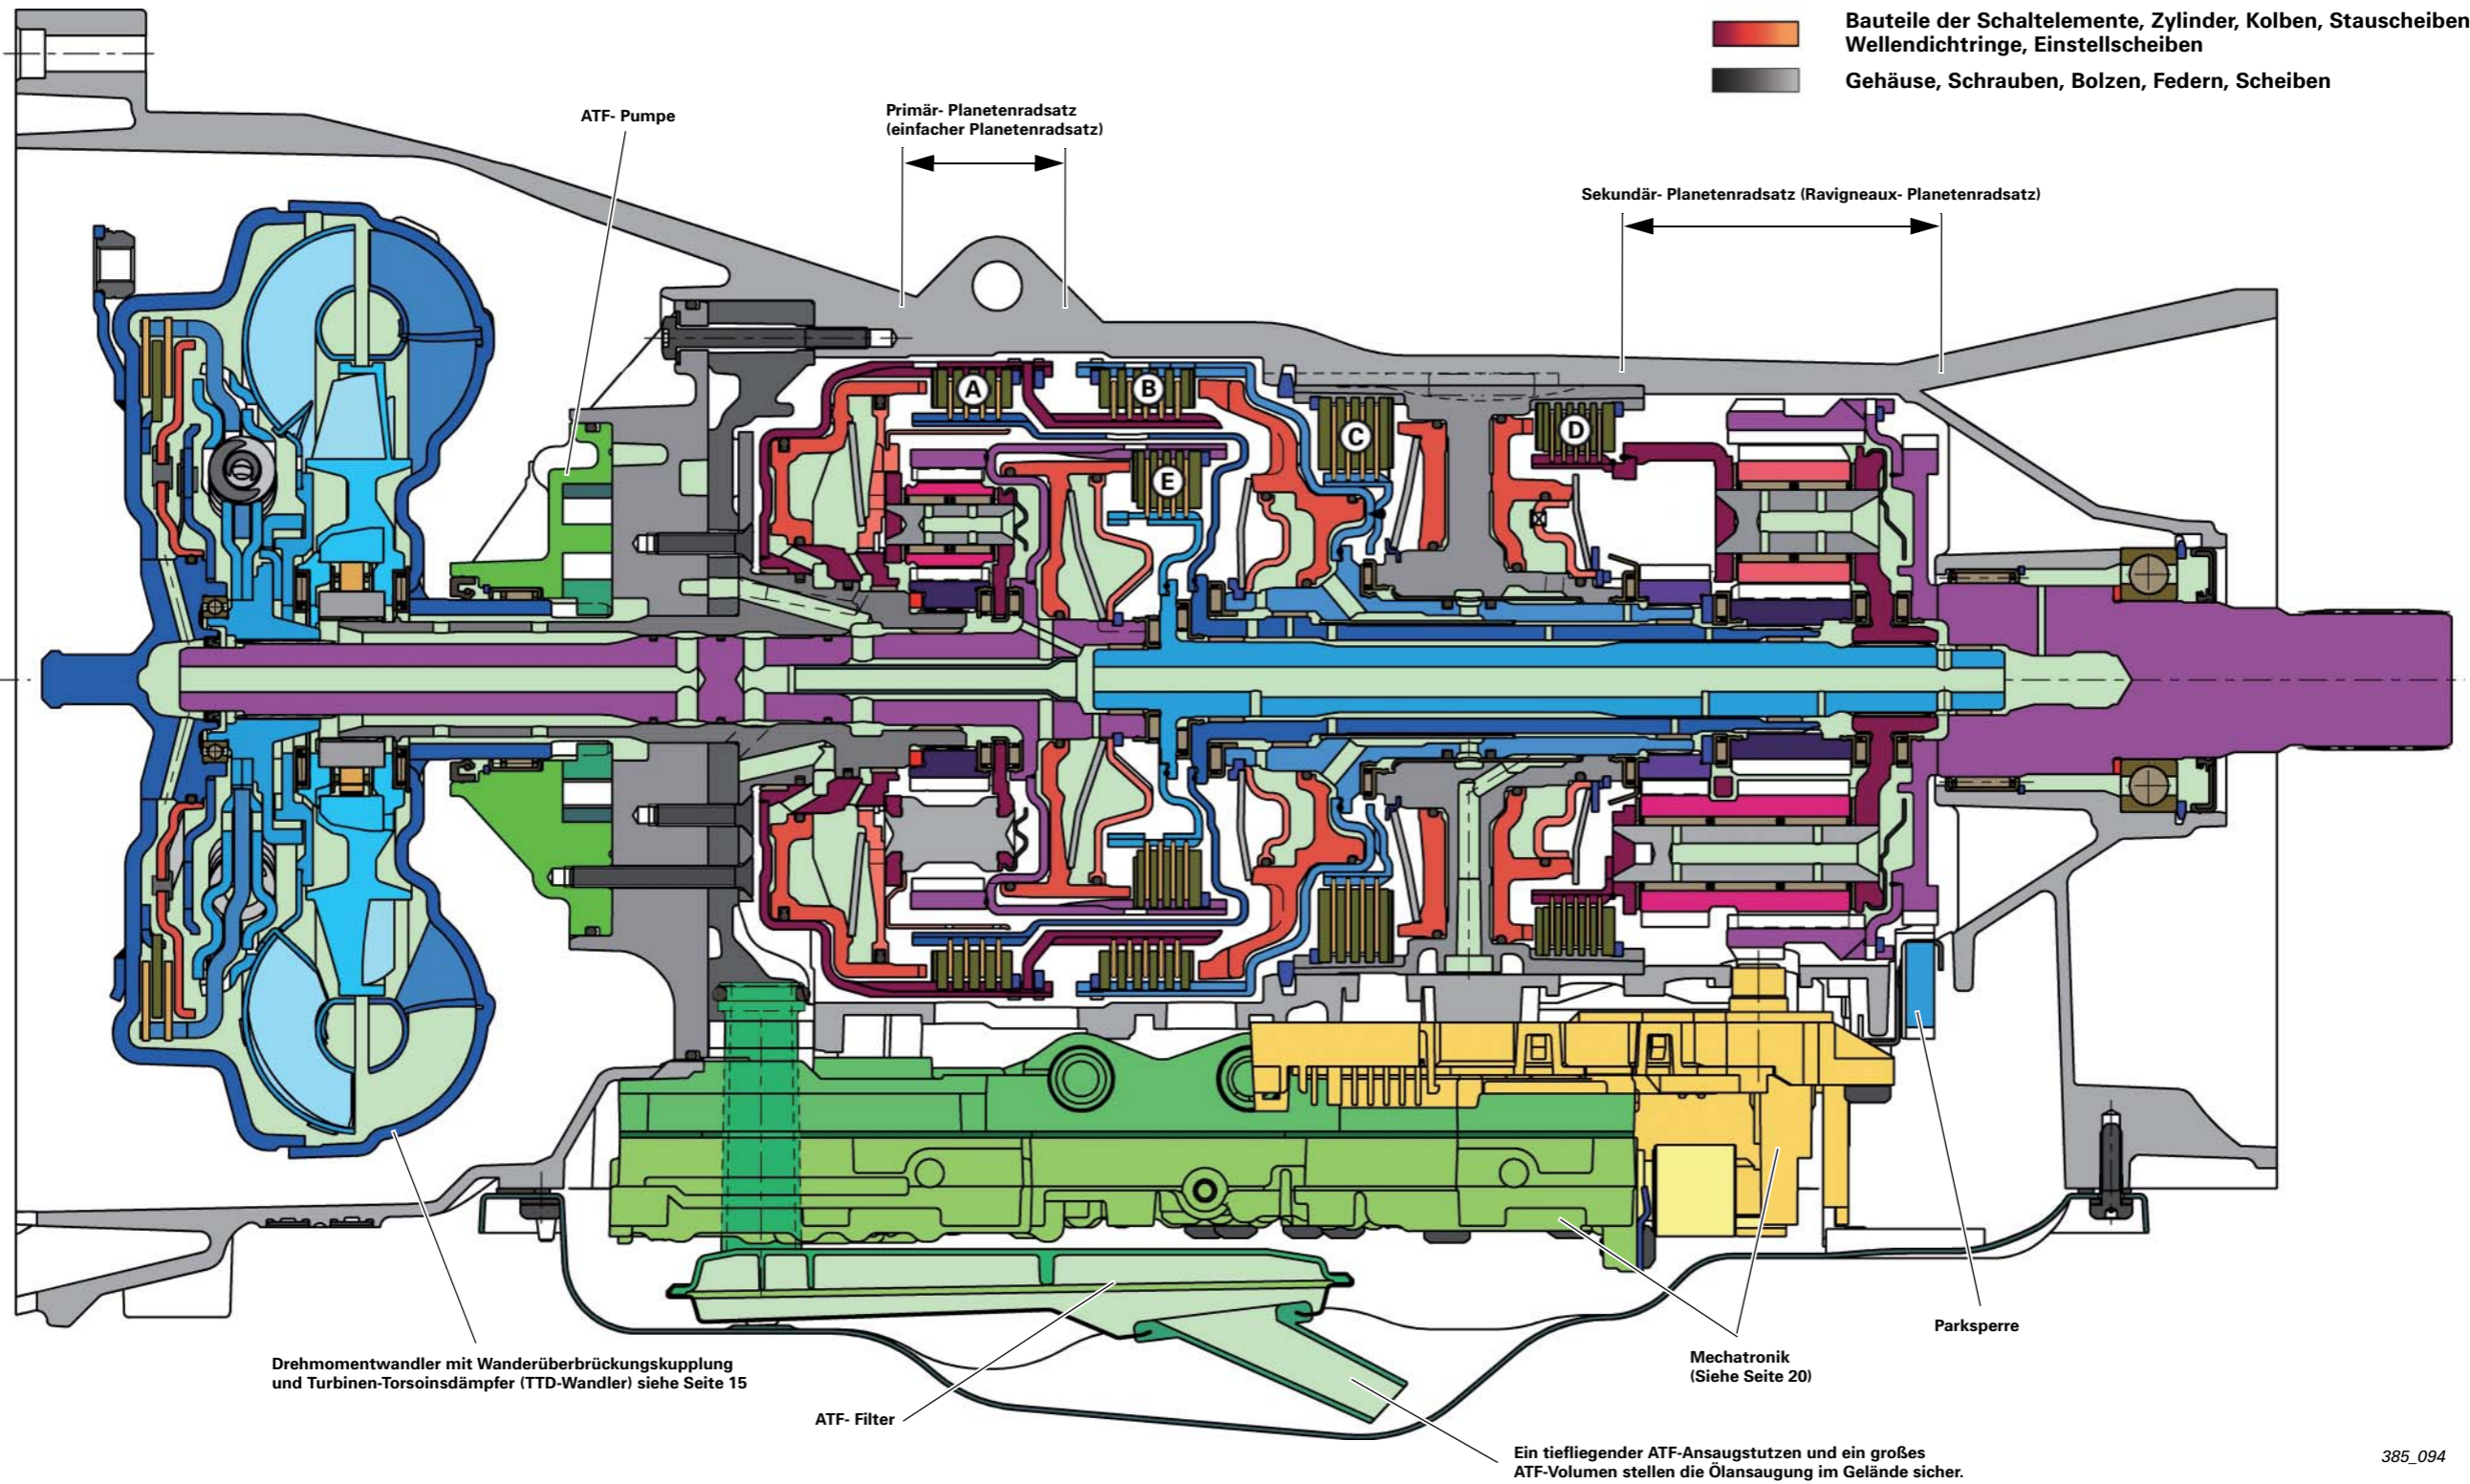 Bauteile der Schaltelemente, Zylinder, Kolben, Stauscheiben
Wellendichtringe, Einstellscheiben
Gehäuse, Schrauben, Bolzen, Federn, Scheiben
ATF- Pumpe
Primär- Planetenradsatz
(einfacher Planetenradsatz)
Sekundär- Planetenradsatz (Ravigneaux- Planetenradsatz)
A
B
C
D
E
Drehmomentwandler mit Wanderüberbrückungskupplung
und Turbinen-Torsoinsdämpfer (TTD-Wandler) siehe Seite 15
ATF- Filter
Mechatronik
(Siehe Seite 20)
Parksperre
Ein tiefliegender ATF-Ansaugstutzen und ein großes
ATF-Volumen stellen die Ölansaugung im Gelände sicher.
385_094